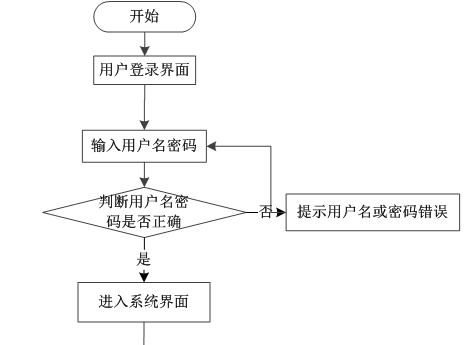 开始
用户登录界面
输入用户名密码
判断用户名密
码是否正确
否
提示用户名或密码错误
是
进入系统界面